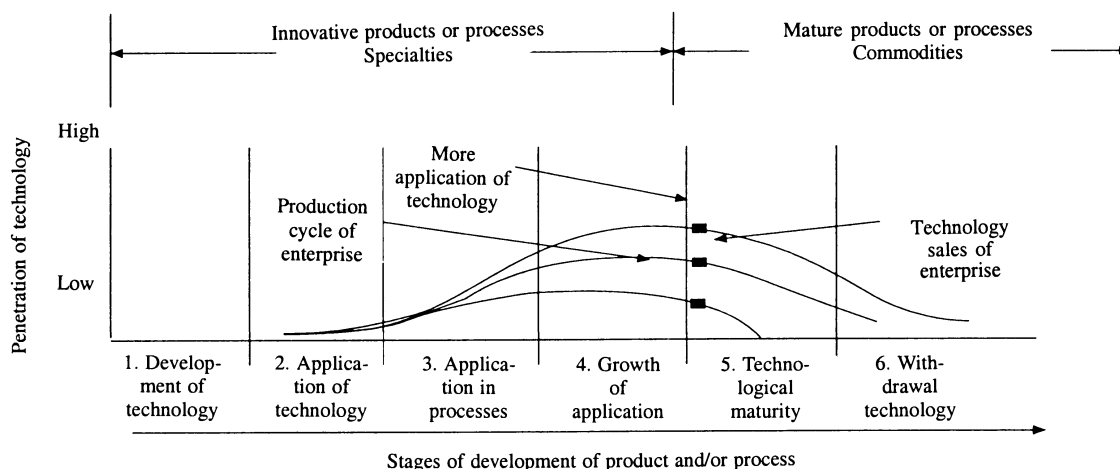 Innovative products or processes
Specialties
Mature products or processes
Commodities
High
Low
Penetration of technology
More
application of
technology
Production
cycle of
enterprise
Technology
sales of
enterprise
1. Develop-
ment of
technology
2. Applica-
tion of
technology
3. Applica-
tion in
processes
4. Growth
of
application
5. Techno-
logical
maturity
6. With-
drawal
technology
Stages of development of product and/or process